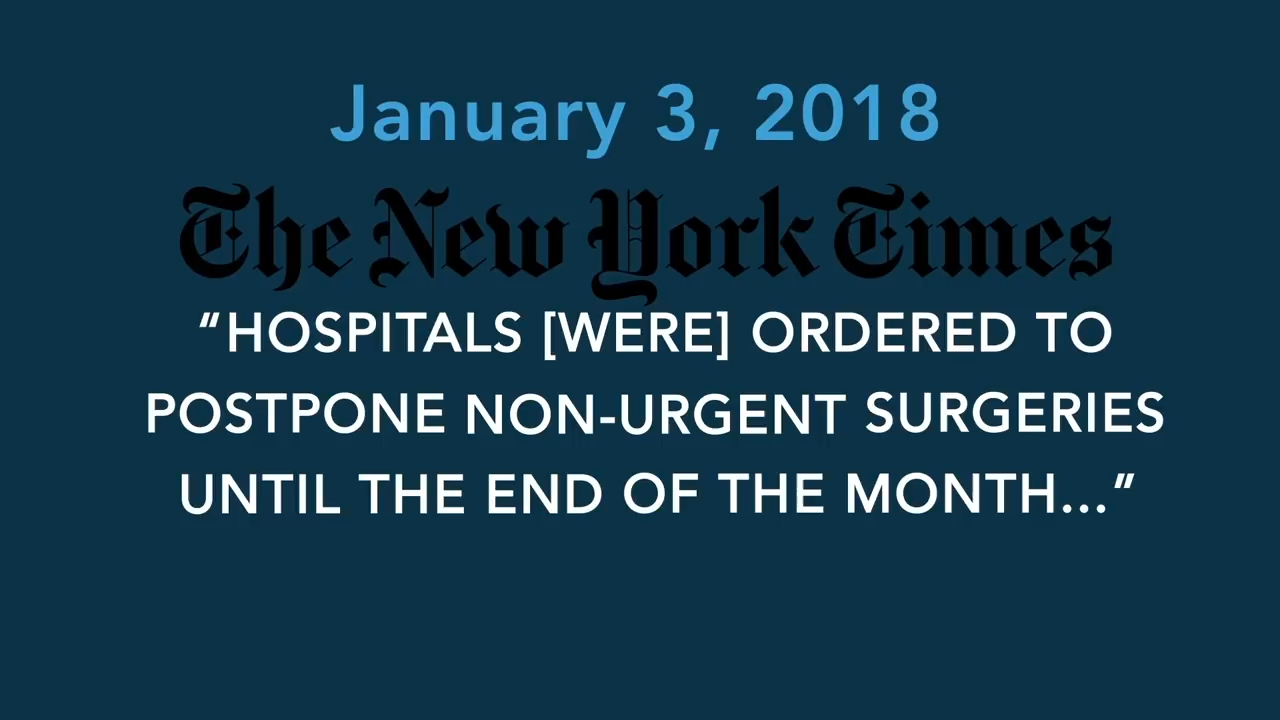 January 3, 2018
The New York Times
“HOSPITALS [WERE] ORDERED TO
POSTPONE NON-URGENT SURGERIES
UNTIL THE END OF THE MONTH...”